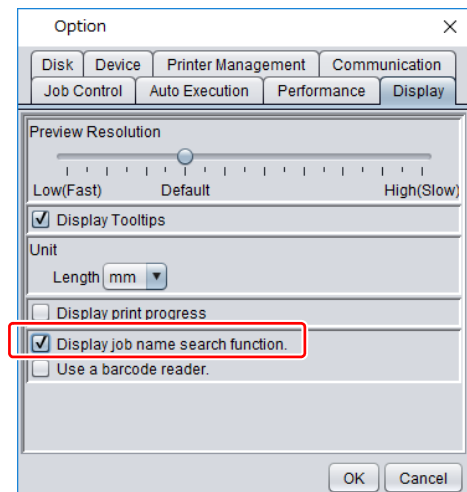 Option
Disk Device Printer Management Communication
Job Control Auto Execution Performance Display
Preview Resolution
Low(Fast) Default High(Slow)
Display Tooltips
Unit
Length mm
Display print progress
Display job name search function.
Use a barcode reader.
OK Cancel